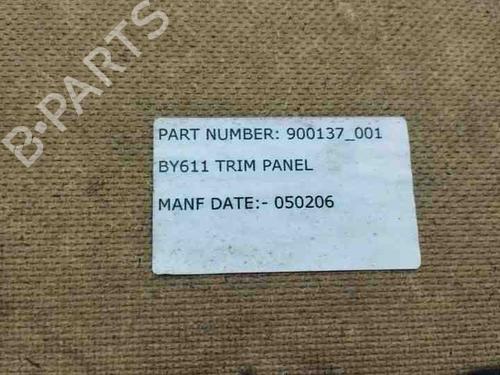 B-PARTS
PART NUMBER: 900137_001
BY611 TRIM PANEL
MANF DATE:- 050206